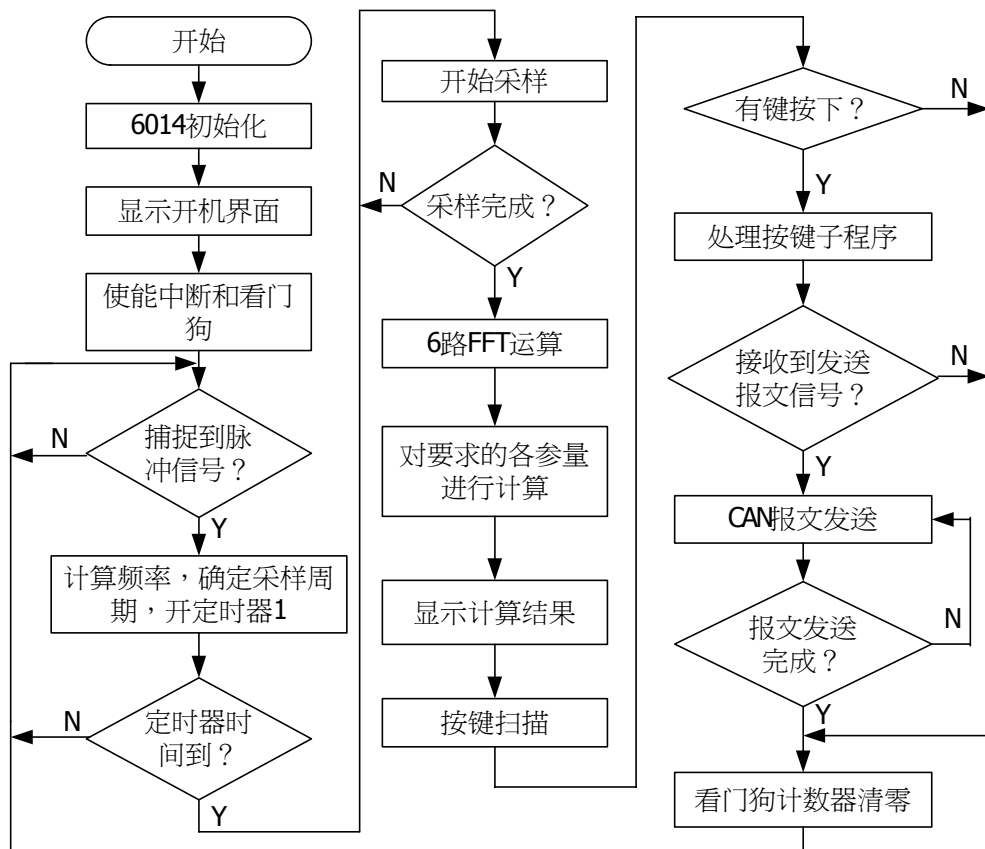 开始
6014初始化
显示开机界面
使能中断和看门
狗
N
捕捉到脉
冲信号？
Y
计算频率，确定采样周
期，开定时器1
N
定时器时
间到？
Y
开始采样
N
采样完成？
Y
6路FFT运算
对要求的各参量
进行计算
显示计算结果
按键扫描
有键按下？
N
Y
处理按键子程序
接收到发送
报文信号？
N
Y
CAN报文发送
报文发送
完成？
N
Y
看门狗计数器清零